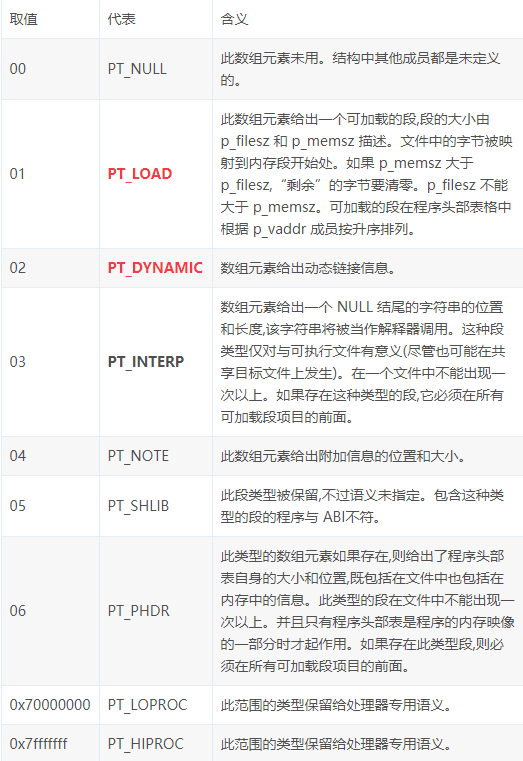 取值 代表 含义
00 PT_NULL 此数组元素未用。结构中其他成员都是未定义
的。
01 PT_LOAD 此数组元素给出一个可加载的段,段的大小由
p_filesz 和 p_memsz 描述。文件中的字节被映
射到内存段开始处。如果 p_memsz 大于
p_filesz,“剩余”的字节要清零。p_filesz 不能
大于 p_memsz。可加载的段在程序头部表格中
根据 p_vaddr 成员按升序排列。
02 PT_DYNAMIC 数组元素给出动态链接信息。
03 PT_INTERP 数组元素给出一个 NULL 结尾的字符串的位置
和长度,该字符串将被当作解释器调用。这种段
类型仅对与可执行文件有意义(尽管也可能在共
享目标文件上发生)。在一个文件中不能出现一
次以上。如果存在这种类型的段,它必须在所有
可加载段项目的前面。
04 PT_NOTE 此数组元素给出附加信息的位置和大小。
05 PT_SHLIB 此段类型被保留,不过语义未指定。包含这种类
型的段的程序与 ABI不符。
06 PT_PHDR 此类型的数组元素如果存在,则给出了程序头部
表自身的大小和位置,既包括在文件中也包括在
内存中的信息。此类型的段在文件中不能出现一
次以上。并且只有程序头部表是程序的内存映像
的一部分时才起作用。如果存在此类型段,则必
须在所有可加载段项目的前面。
0x70000000 PT_LOPROC 此范围的类型保留给处理器专用语义。
0x7fffffff PT_HIPROC 此范围的类型保留给处理器专用语义。